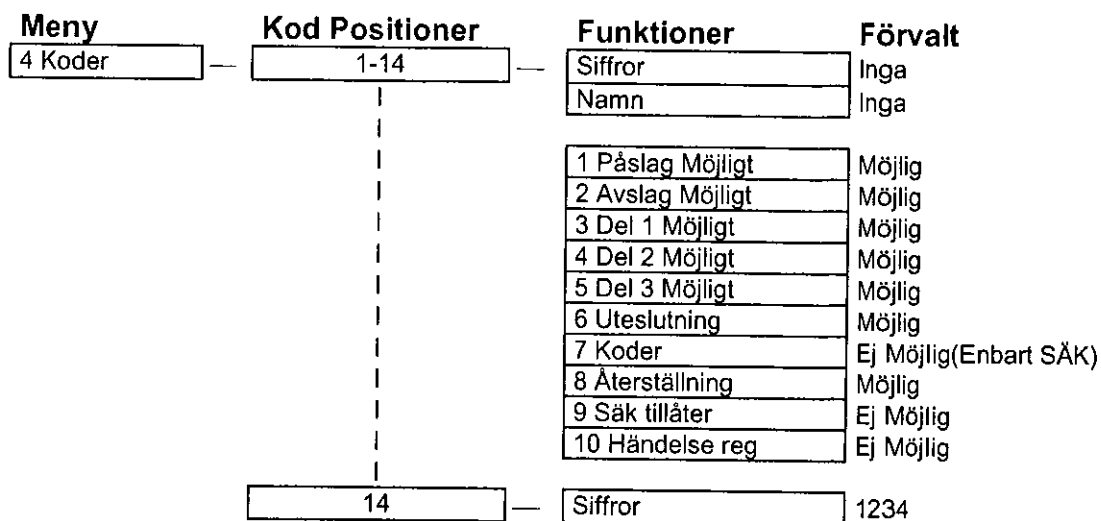 Meny Kod Positioner Funktioner Förvalt
4 Koder 1-14 Siffror Inga
Namn Inga
1 Påslag Möjligt Möjlig
2 Avslag Möjligt Möjlig
3 Del 1 Möjligt Möjlig
4 Del 2 Möjligt Möjlig
5 Del 3 Möjligt Möjlig
6 Uteslutning Möjlig
7 Koder Ej Möjlig(Enbart SÄK)
8 Återställning Möjlig
9 Säk tillåter Ej Möjlig
10 Händelse reg Ej Möjlig
14 Siffror 1234